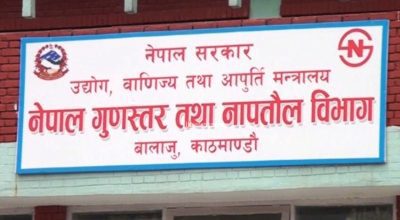 नेपाल सरकार
उद्योग, वाणिज्य तथा आपुर्ति मन्त्रालय
नेपाल गुणस्तर तथा नापतौल विभाग
बालाजु, काठमाण्डौ